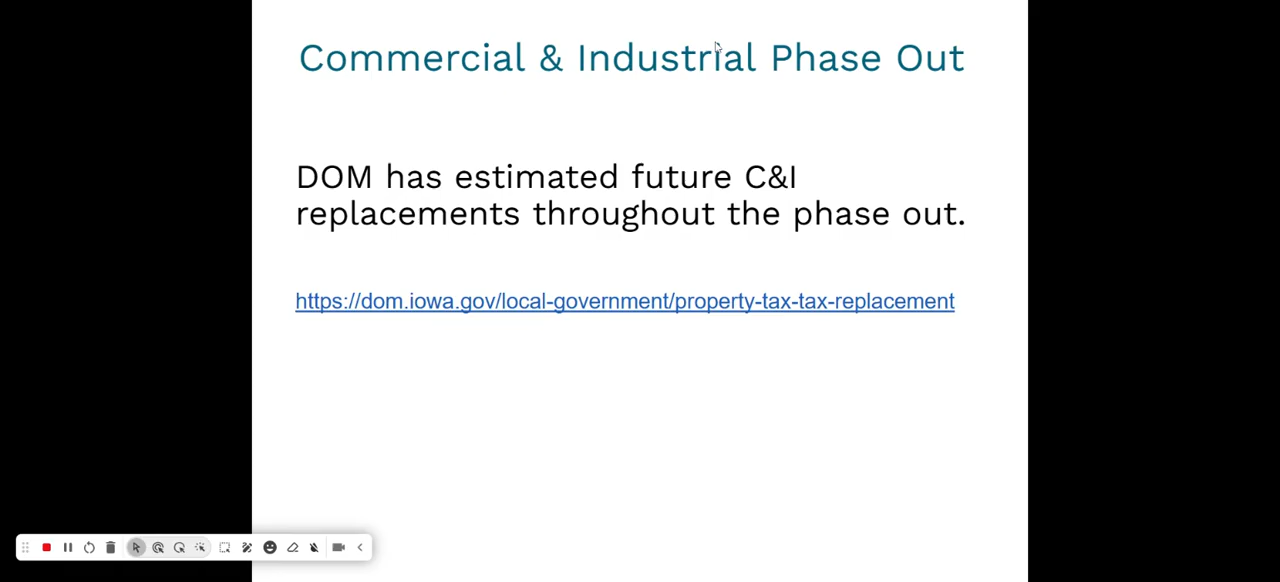 Commercial & Industrial Phase Out
DOM has estimated future C&I
replacements throughout the phase out.
https://dom.iowa.gov/local-government/property-tax-tax-replacement